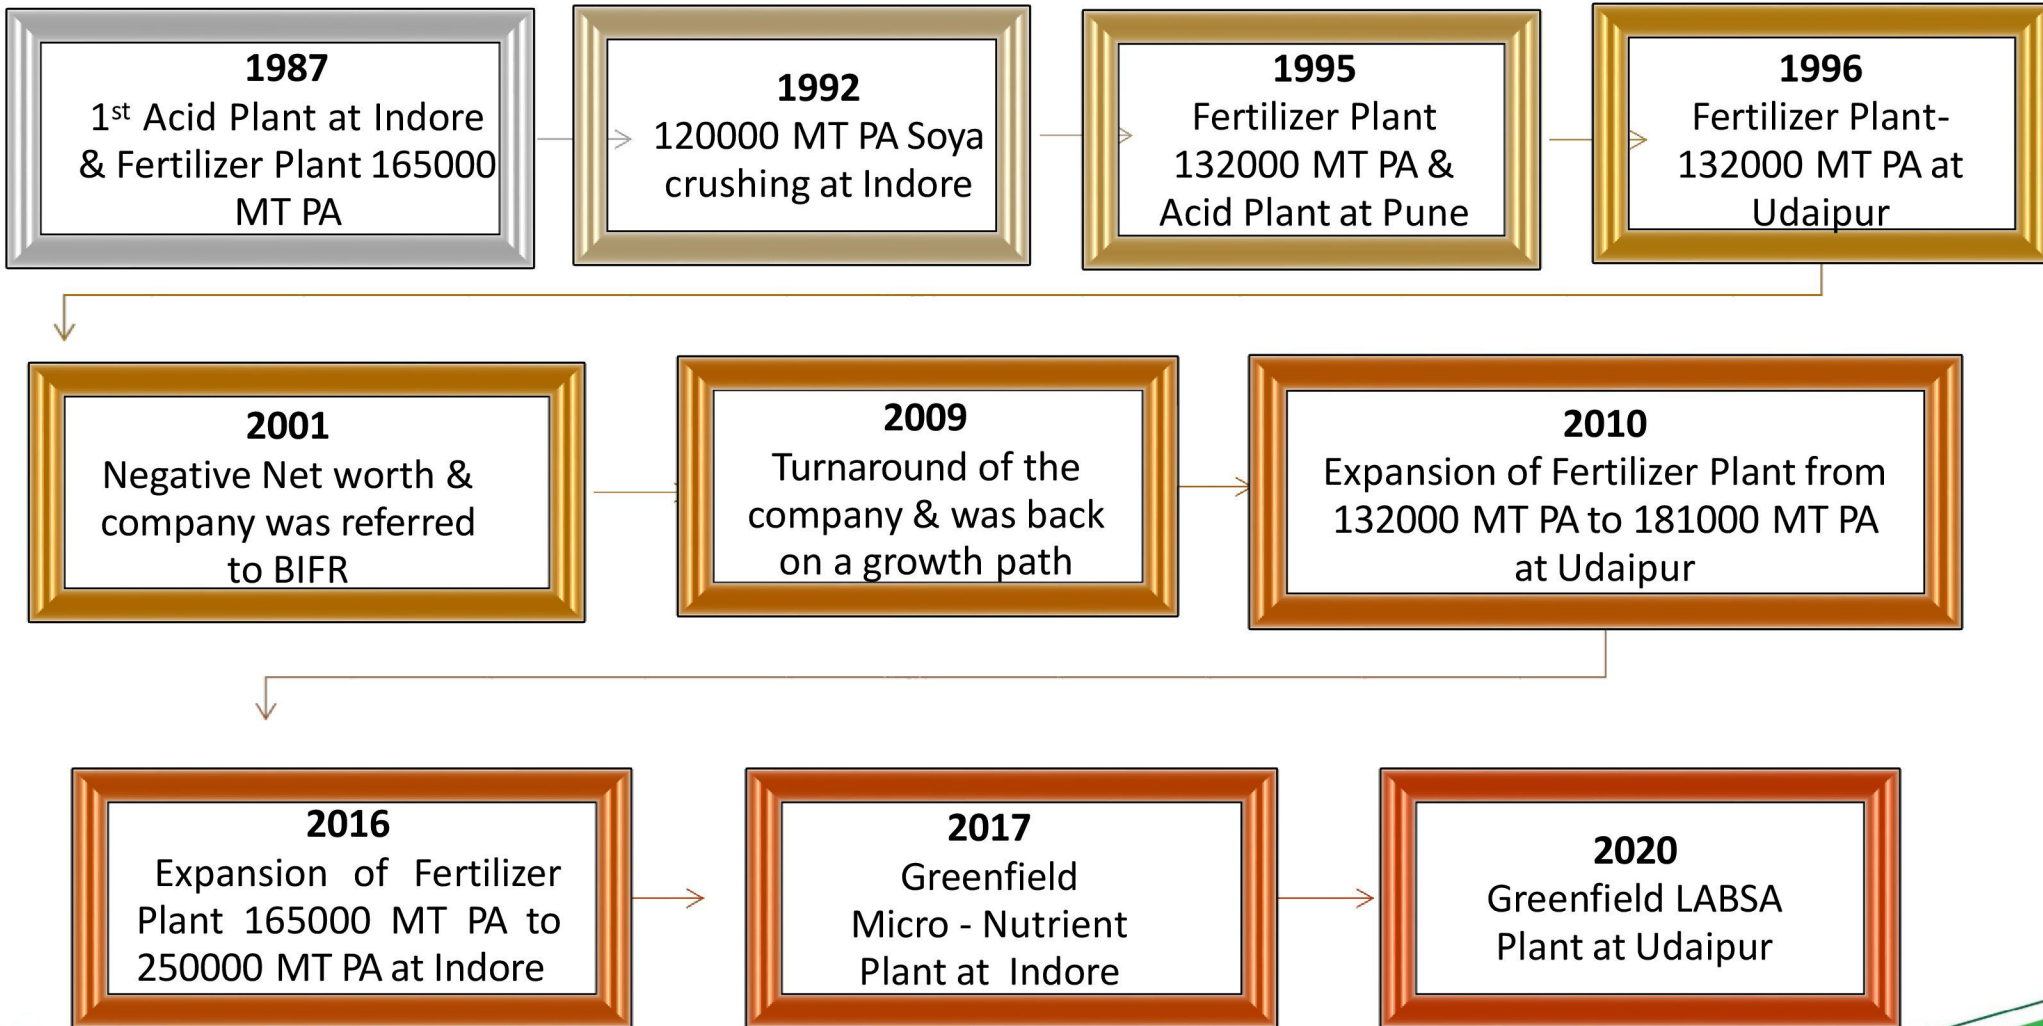 1987
1st Acid Plant at Indore
& Fertilizer Plant 165000
MT PA
1992
120000 MT PA Soya
crushing at Indore
1995
Fertilizer Plant
132000 MT PA &
Acid Plant at Pune
1996
Fertilizer Plant-
132000 MT PA at
Udaipur
2001
Negative Net worth &
company was referred
to BIFR
2009
Turnaround of the
company & was back
on a growth path
2010
Expansion of Fertilizer Plant from
132000 MT PA to 181000 MT PA
at Udaipur
2016
Expansion of Fertilizer
Plant 165000 MT PA to
250000 MT PA at Indore
2017
Greenfield
Micro - Nutrient
Plant at Indore
2020
Greenfield LABSA
Plant at Udaipur